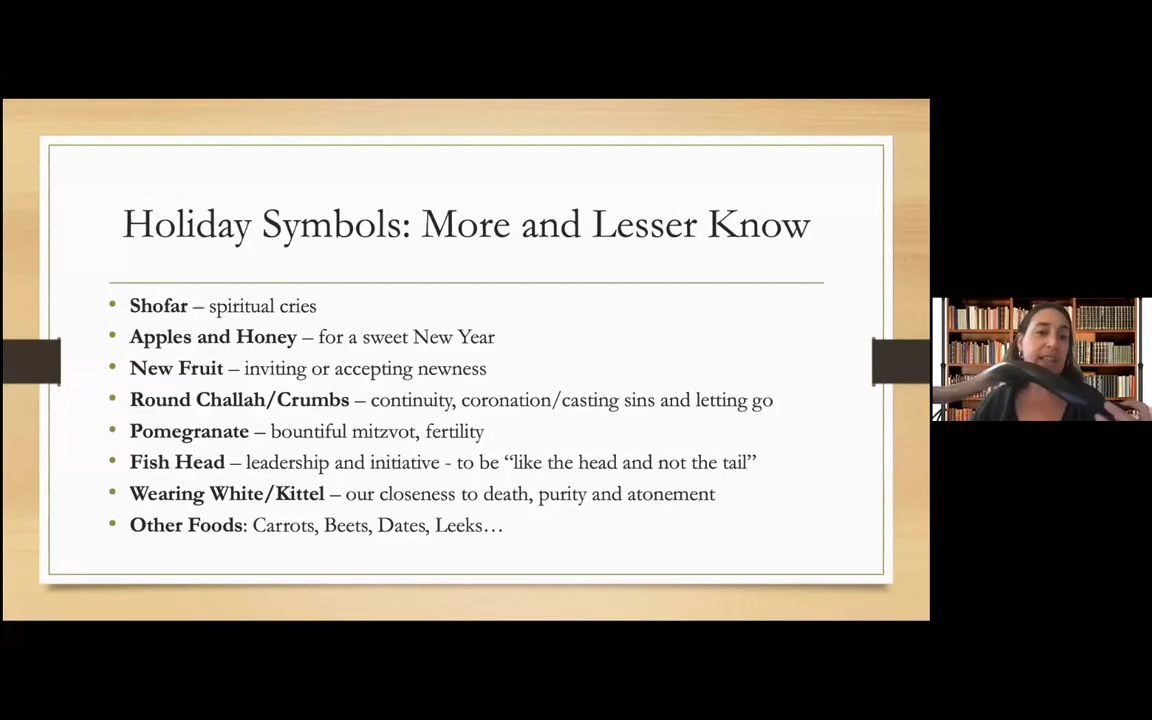 Holiday Symbols: More and Lesser Know
• Shofar – spiritual cries
• Apples and Honey – for a sweet New Year
• New Fruit – inviting or accepting newness
• Round Challah/Crumbs – continuity, coronation/casting sins and letting go
• Pomegranate – bountiful mitzvot, fertility
• Fish Head – leadership and initiative - to be “like the head and not the tail”
• Wearing White/Kittel – our closeness to death, purity and atonement
• Other Foods: Carrots, Beets, Dates, Leeks…